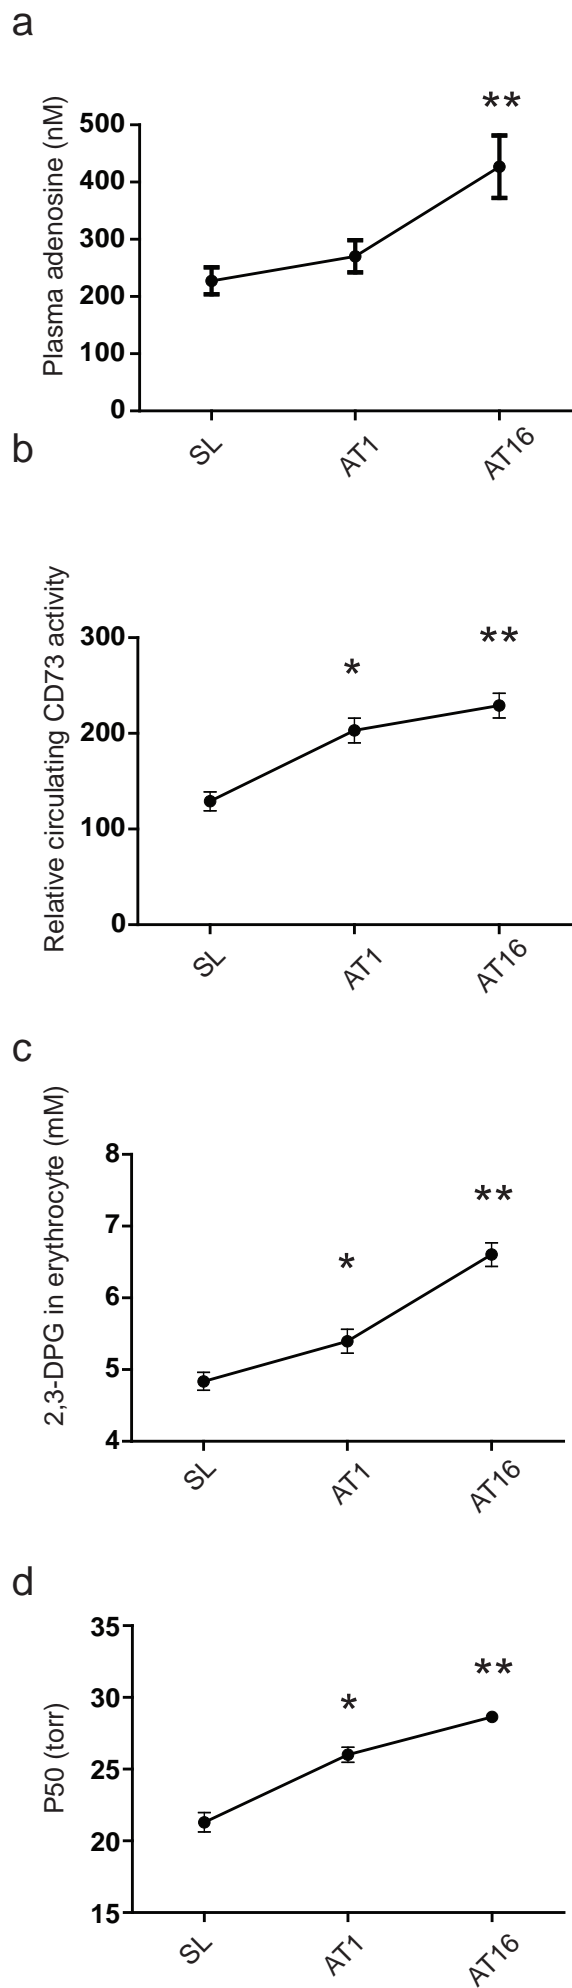 a
Plasma adenosine (nM)
**
500
400
300
200
100
0
SL
AT1
AT16
b
Relative circulating CD73 activity
*
**
300
200
100
0
SL
AT1
AT16
c
2,3-DPG in erythrocyte (mM)
*
**
8
7
6
5
4
SL
AT1
AT16
d
P50 (torr)
*
**
35
30
25
20
15
SL
AT1
AT16